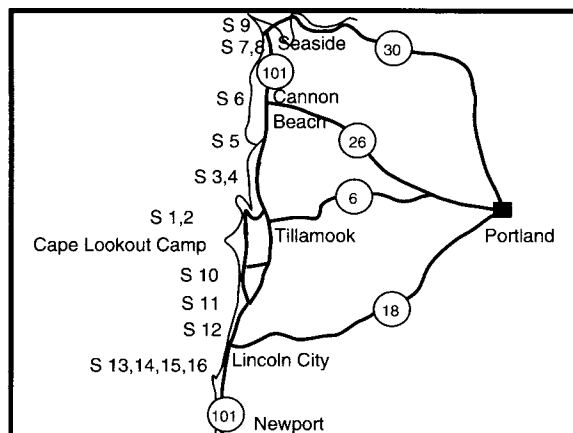 S 9
S 7,8
Seaside
30
101
S 6
Cannon
Beach
26
S 5
S 3,4
6
S 1,2
Tillamook
Portland
Cape Lookout Camp
S 10
S 11
18
S 12
Lincoln City
S 13,14,15,16
101
Newport